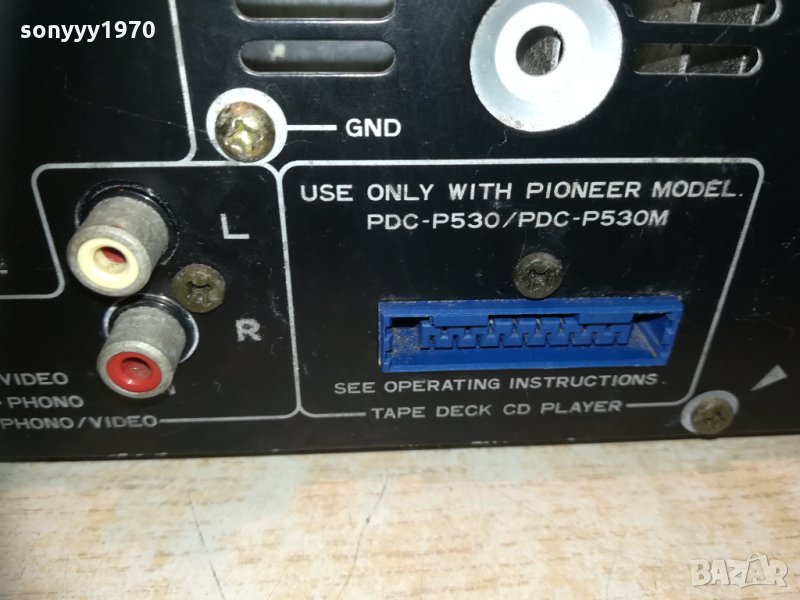 sonyyy1970
GND
USE ONLY WITH PIONEER MODEL.
PDC-P530/PDC-P530M
L
R
SEE OPERATING INSTRUCTIONS.
TAPE DECK CD PLAYER
VIDEO
PHONO
PHONO/VIDEO
BAZAR